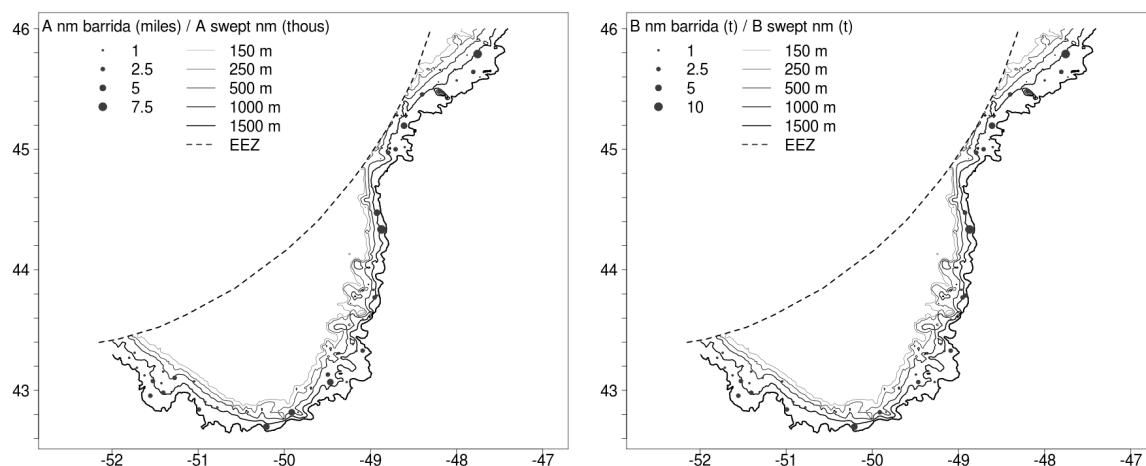 A nm barrida (miles) / A swept nm (thous)
1
2.5
5
7.5
150 m
250 m
500 m
1000 m
1500 m
EEZ
46
45
44
43
-52 -51 -50 -49 -48 -47
B nm barrida (t) / B swept nm (t)
1
2.5
5
10
150 m
250 m
500 m
1000 m
1500 m
EEZ
46
45
44
43
-52 -51 -50 -49 -48 -47